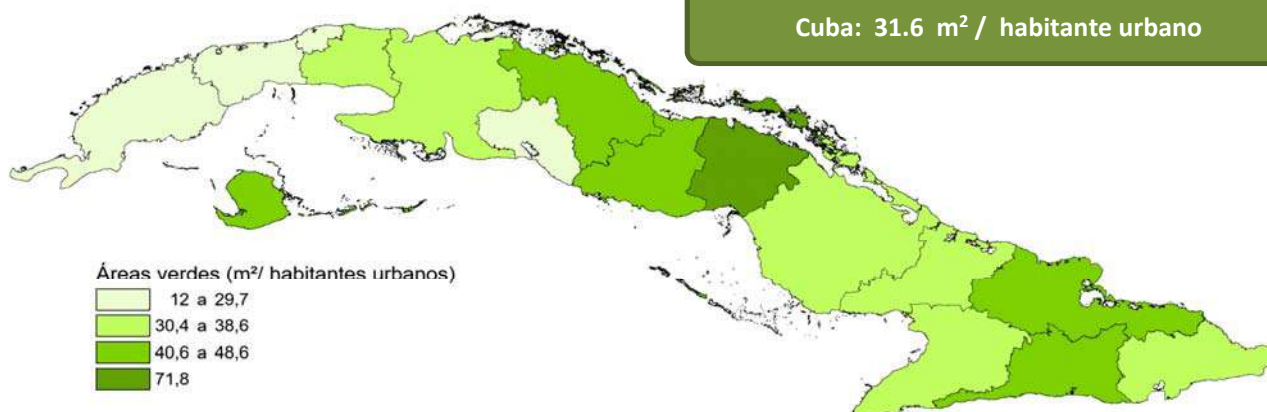 Cuba: 31.6 m² / habitante urbano
Áreas verdes (m²/ habitantes urbanos)
12 a 29,7
30,4 a 38,6
40,6 a 48,6
71,8